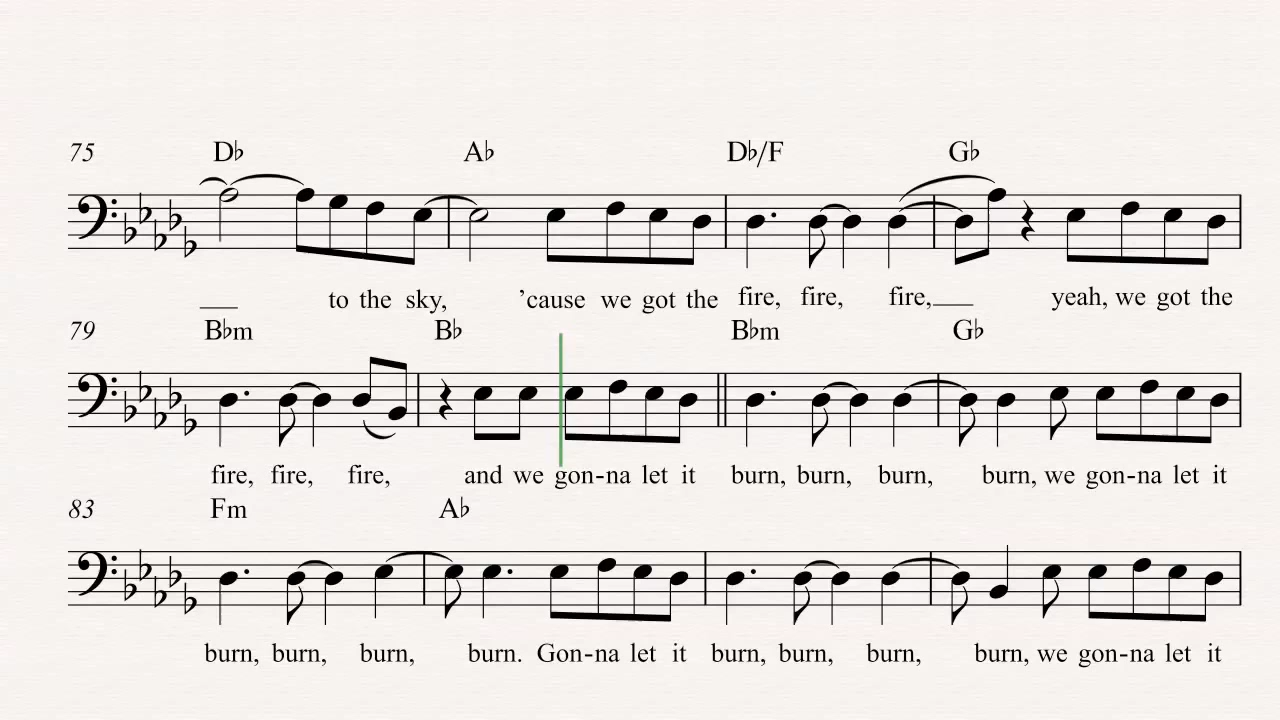 75 D♭ A♭ D♭/F G♭
to the sky, ’cause we got the fire, fire, fire, yeah, we got the
79 B♭m B♭ B♭m G♭
fire, fire, fire, and we gon-na let it burn, burn, burn, burn, we gon-na let it
83 Fm A♭
burn, burn, burn, burn. Gon-na let it burn, burn, burn, burn, we gon-na let it